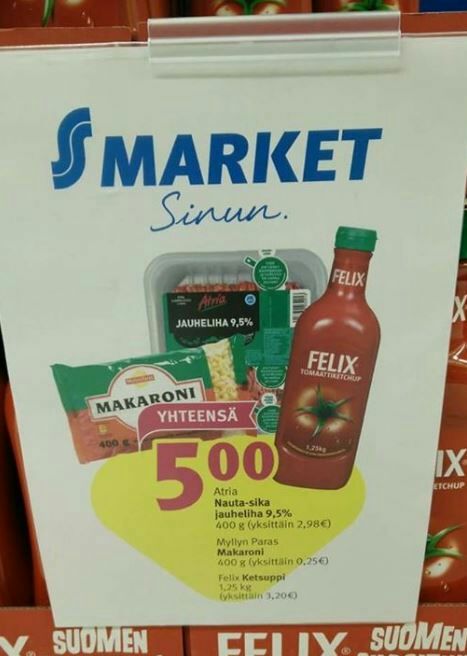 S MARKET
Sinun.
Atria
JAUHELIHA 9,5%
FELIX
FELIX
TOMAATTIKETCHUP
1,25kg
MAKARONI
400 g
YHTEENSÄ
5.00
Atria
Nauta-sika
jauheliha 9,5%
400 g (yksittäin 2,98€)
Myllyn Paras
Makaroni
400 g (yksittäin 0,25€)
Felix Ketsuppi
1,25 kg
(yksittäin 3,20€)
IX
ETCHUP
X
SUOMEN
FELIX
SUOMEN